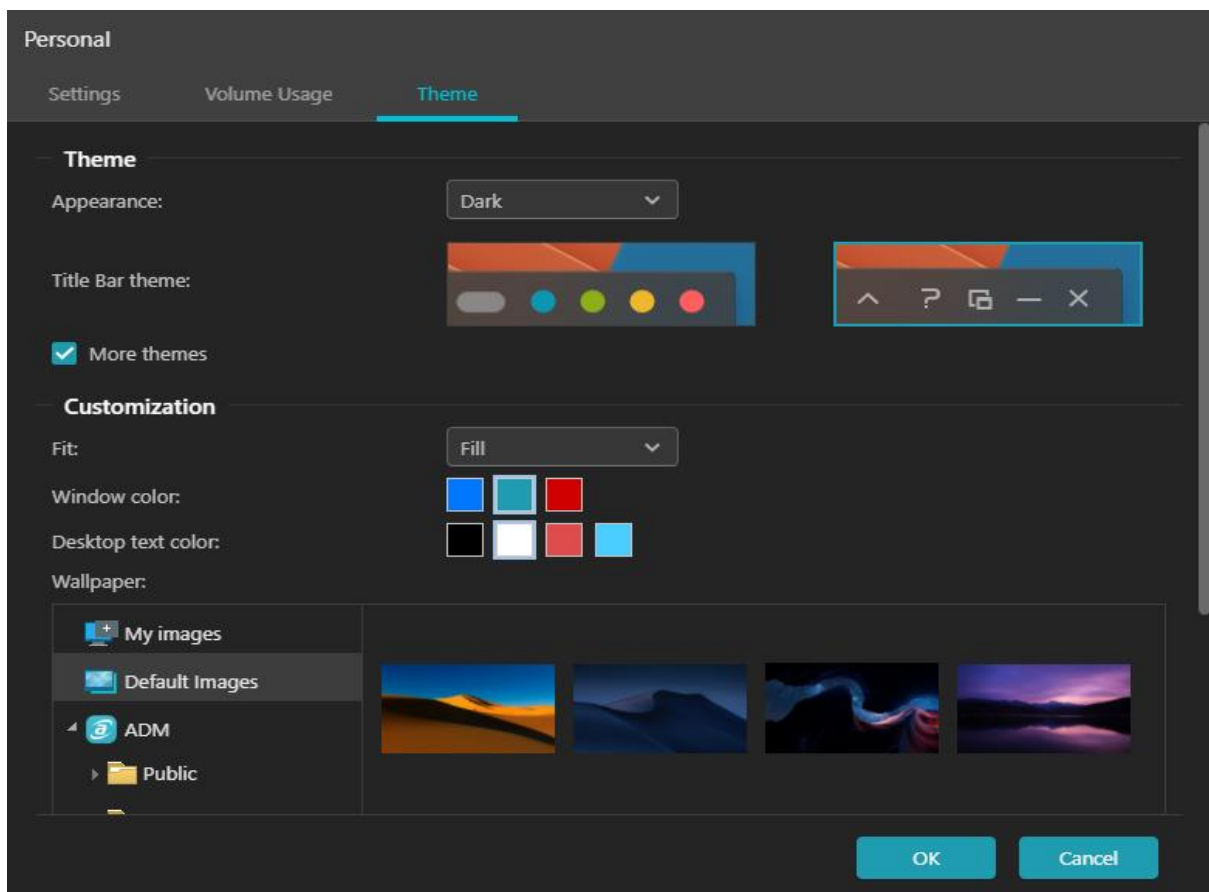 Personal
Settings Volume Usage Theme
Theme
Appearance: Dark
Title Bar theme:
More themes
Customization
Fit: Fill
Window color:
Desktop text color:
Wallpaper:
My images
Default Images
ADM
Public
OK Cancel